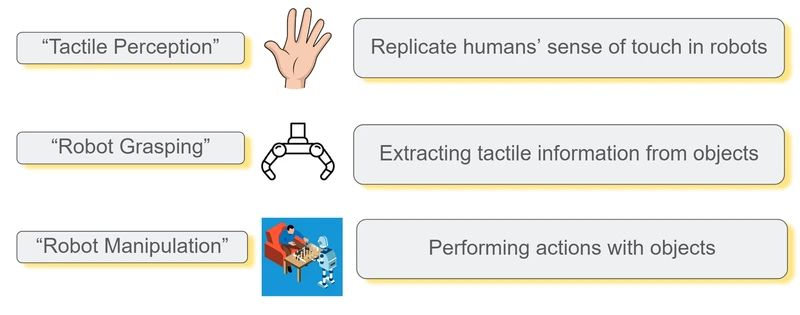 “Tactile Perception”
Replicate humans’ sense of touch in robots
“Robot Grasping”
Extracting tactile information from objects
“Robot Manipulation”
Performing actions with objects